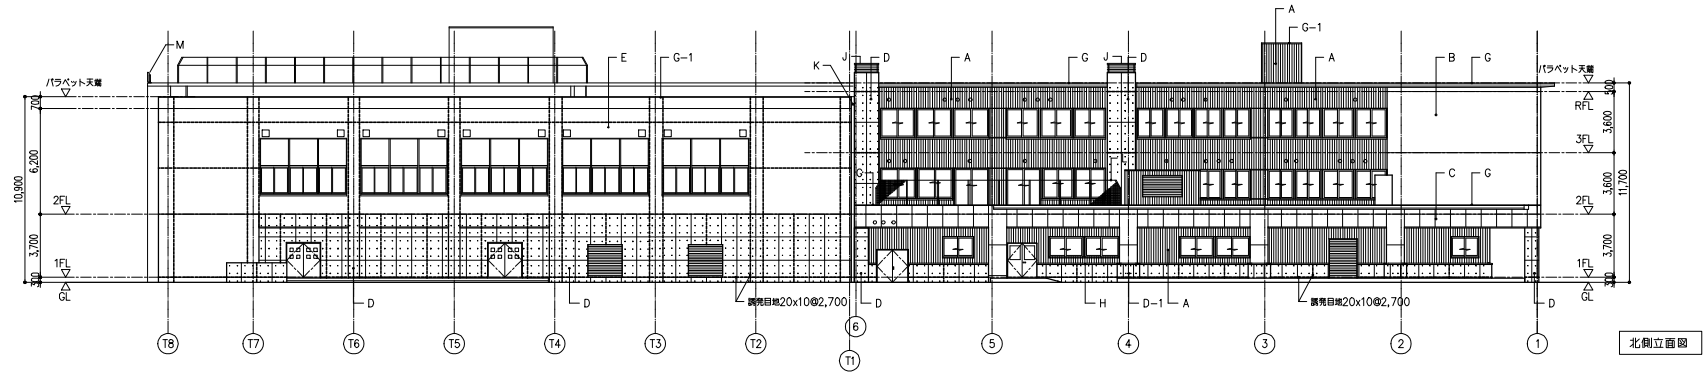 A
G-1
M
E
G-1
J
D
A
G
J
D
A
B
G
K
パラペット天端
パラペット天端
700
6,200
10,900
2FL
3,700
1FL
300
GL
500
RFL
3,600
3FL
3,600
11,700
G
C
G
2FL
3,700
1FL
300
GL
D
D
誘発目地20x10@2,700
D
H
D-1
A
誘発目地20x10@2,700
D
T8
T7
T6
T5
T4
T3
T2
T1
6
5
4
3
2
1
北側立面図